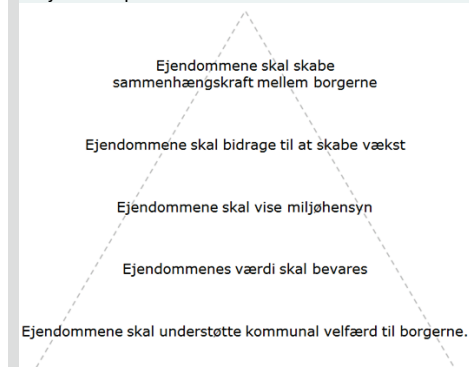 Ejendommene skal skabe
sammenhængskraft mellem borgerne
Ejendommene skal bidrage til at skabe vækst
Ejendommene skal vise miljøhensyn
Ejendommenes værdi skal bevares
Ejendommene skal understøtte kommunal velfærd til borgerne.